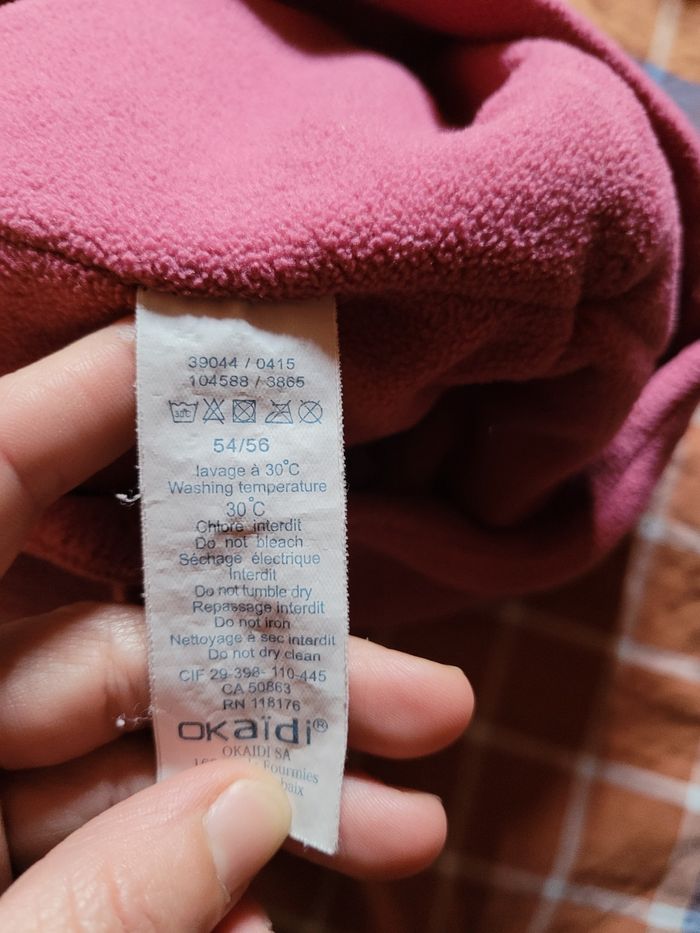 39044 / 0415
104588 / 3865
30°C
54/56
lavage à 30°C
Washing temperature
30°C
Chlore interdit
Do not bleach
Séchage électrique
Interdit
Do not tumble dry
Repassage interdit
Do not iron
Nettoyage à sec interdit
Do not dry clean
CIF 29-398- 110-445
CA 50863
RN 118176
OKAÏDI®
OKAIDI SA
Fourmies